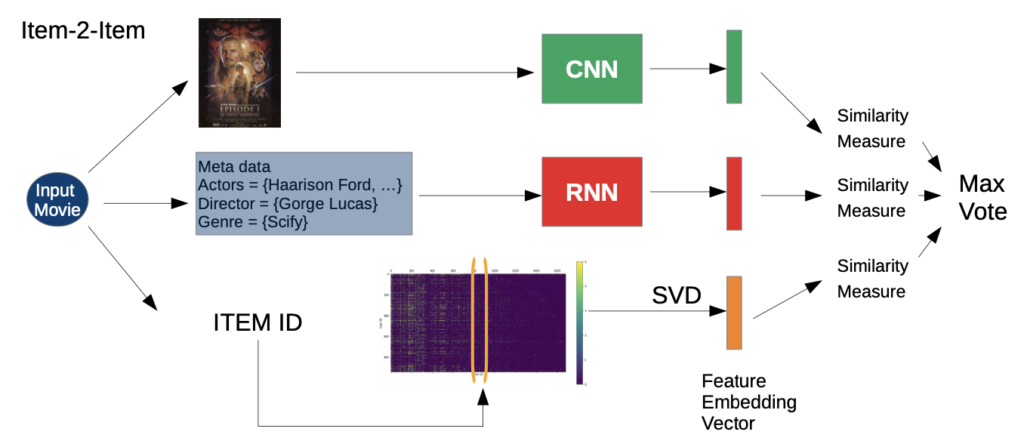 Item-2-Item
EPISODE I
CNN
Similarity
Measure
Input
Movie
Meta data
Actors = {Haarison Ford, …}
Director = {Gorge Lucas}
Genre = {Scify}
RNN
Similarity
Measure
Max
Vote
ITEM ID
SVD
Similarity
Measure
Feature
Embedding
Vector